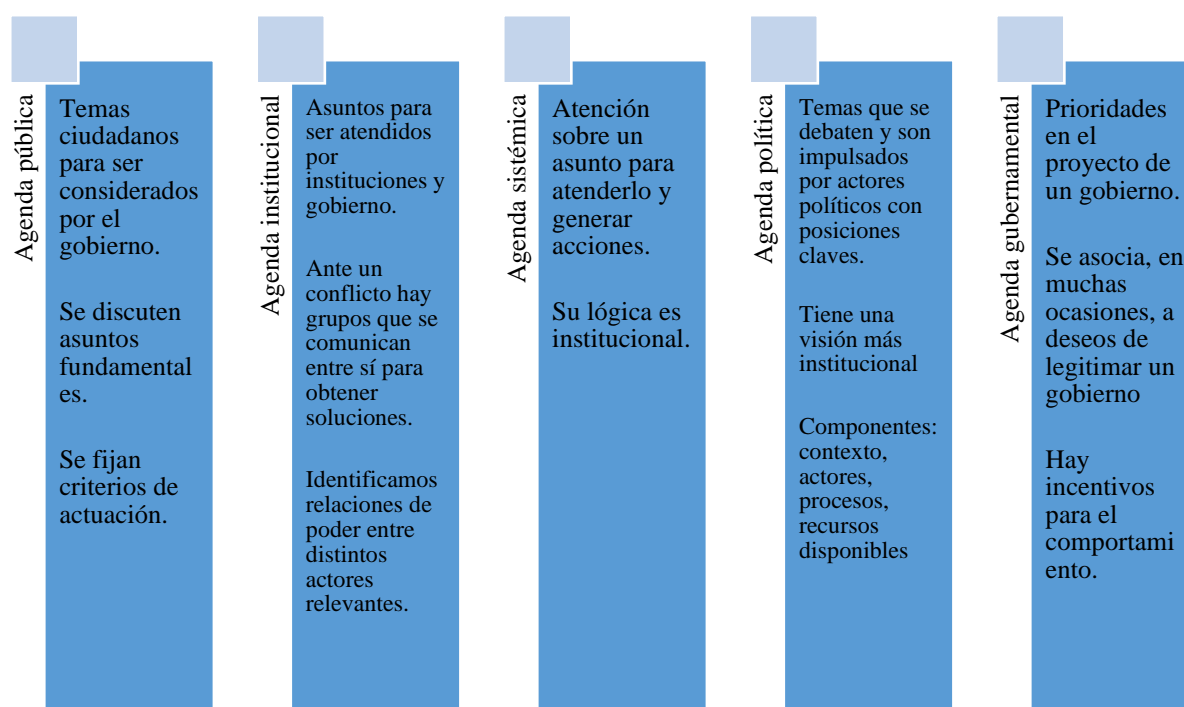 Agenda pública
Temas
ciudadanos
para ser
considerados
por el
gobierno.
Se discuten
asuntos
fundamental
es.
Se fijan
criterios de
actuación.
Agenda institucional
Asuntos para
ser atendidos
por
instituciones y
gobierno.
Ante un
conflicto hay
grupos que se
comunican
entre sí para
obtener
soluciones.
Identificamos
relaciones de
poder entre
distintos
actores
relevantes.
Agenda sistémica
Atención
sobre un
asunto para
atenderlo y
generar
acciones.
Su lógica es
institucional.
Agenda política
Temas que se
debaten y son
impulsados
por actores
políticos con
posiciones
claves.
Tiene una
visión más
institucional
Componentes:
contexto,
actores,
procesos,
recursos
disponibles
Agenda gubernamental
Prioridades
en el
proyecto de
un gobierno.
Se asocia, en
muchas
ocasiones, a
deseos de
legitimar un
gobierno
Hay
incentivos
para el
comportami
ento.